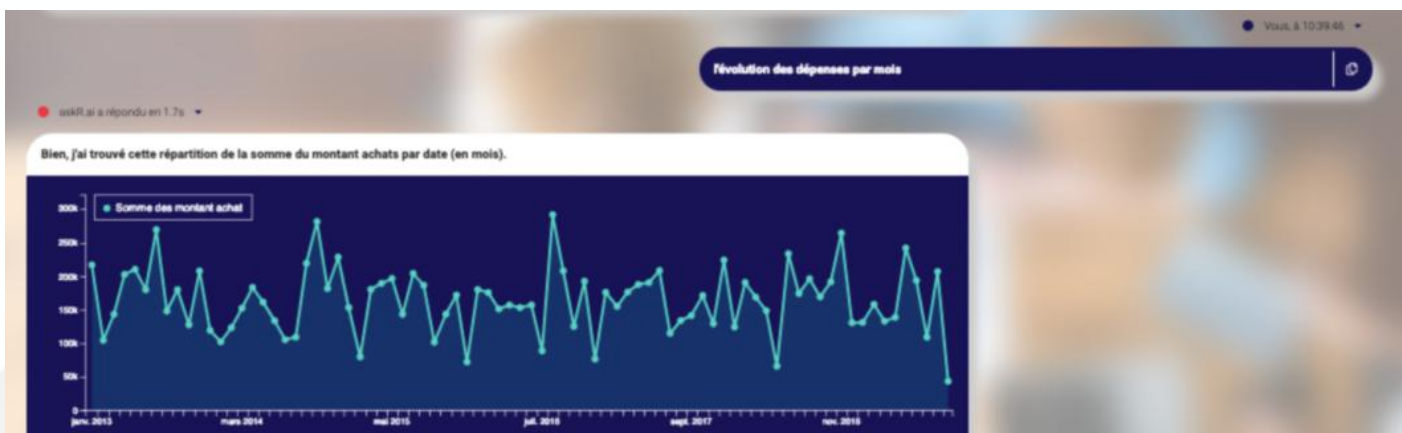 Vous, à 10:39:46
l'évolution des dépenses par mois
askR.ai a répondu en 1.7s
Bien, j'ai trouvé cette répartition de la somme du montant achats par date (en mois).
Somme des montant achat
300k
250k
200k
150k
100k
50k
0
janv. 2013 mars 2014 mai 2015 juil. 2016 sept. 2017 nov. 2018